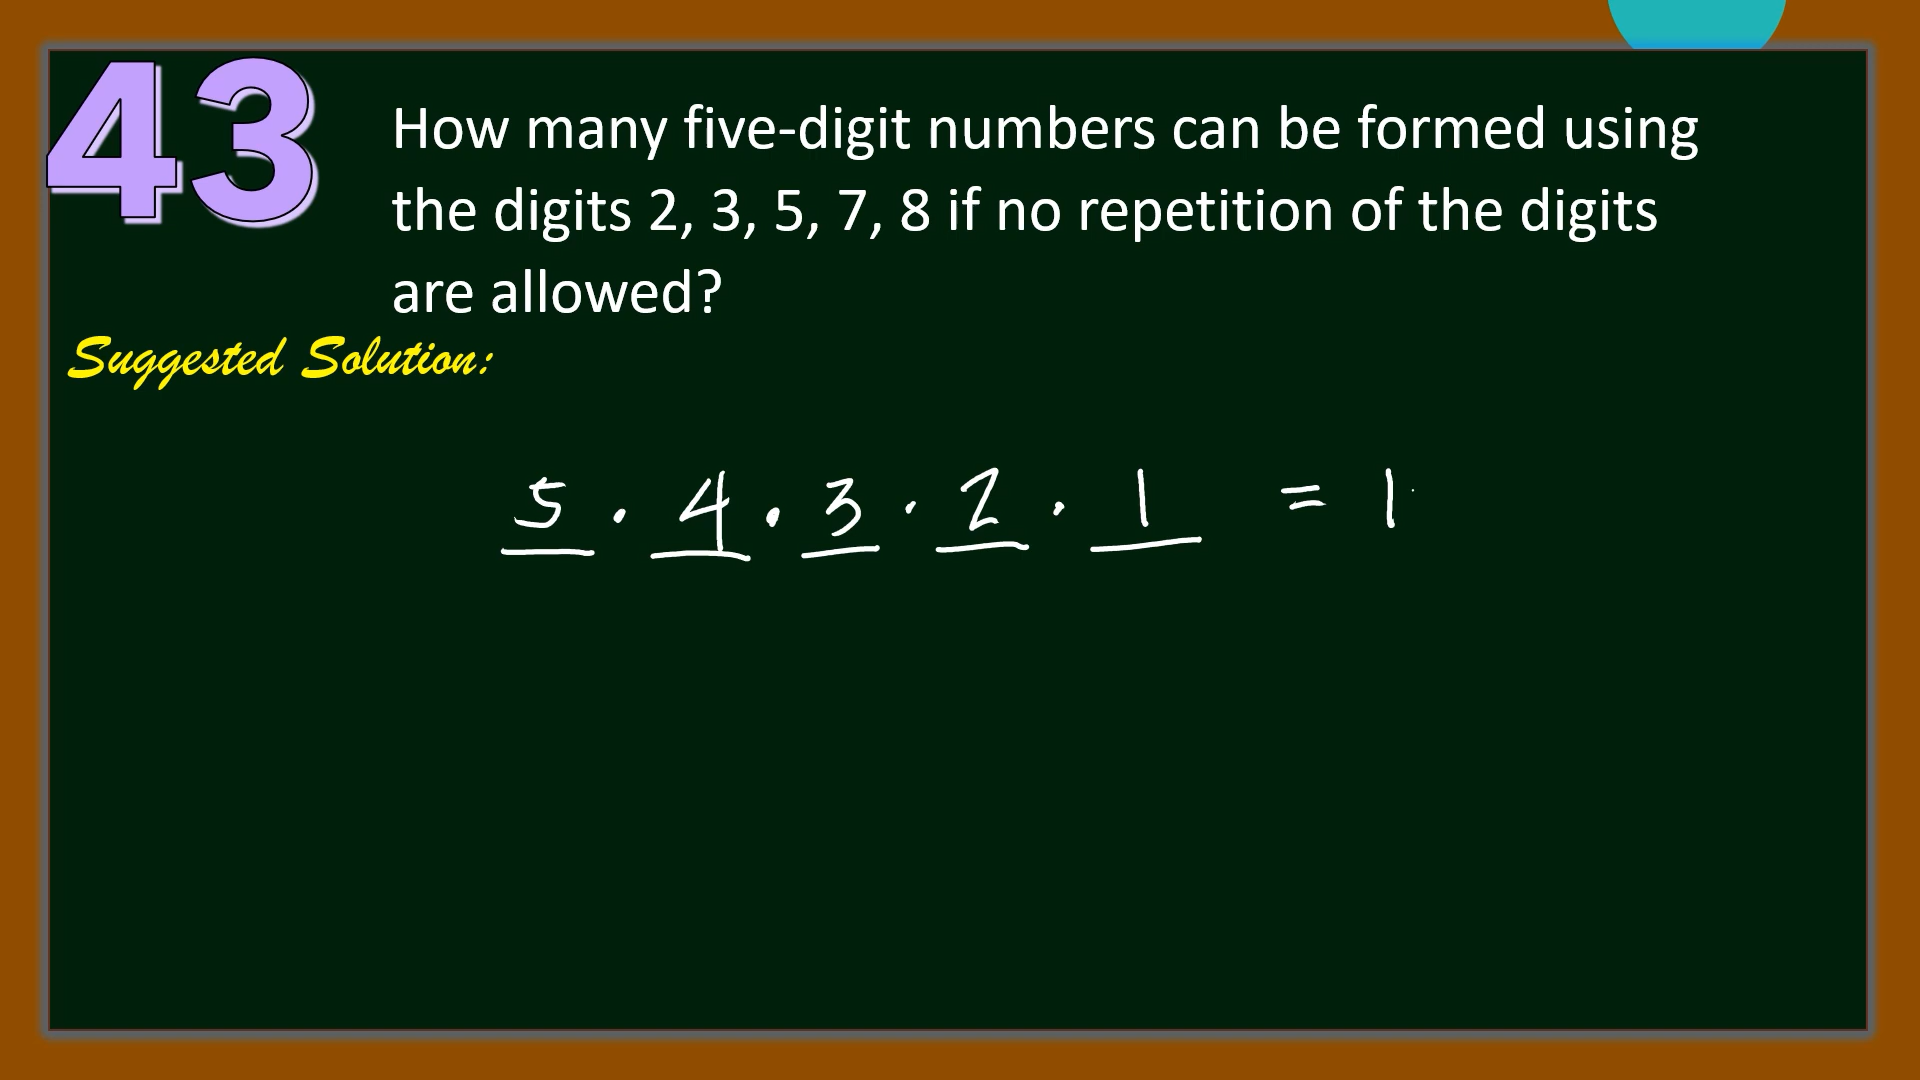 43
How many five-digit numbers can be formed using
the digits 2, 3, 5, 7, 8 if no repetition of the digits
are allowed?
Suggested Solution:
5 · 4 · 3 · 2 · 1 = 1